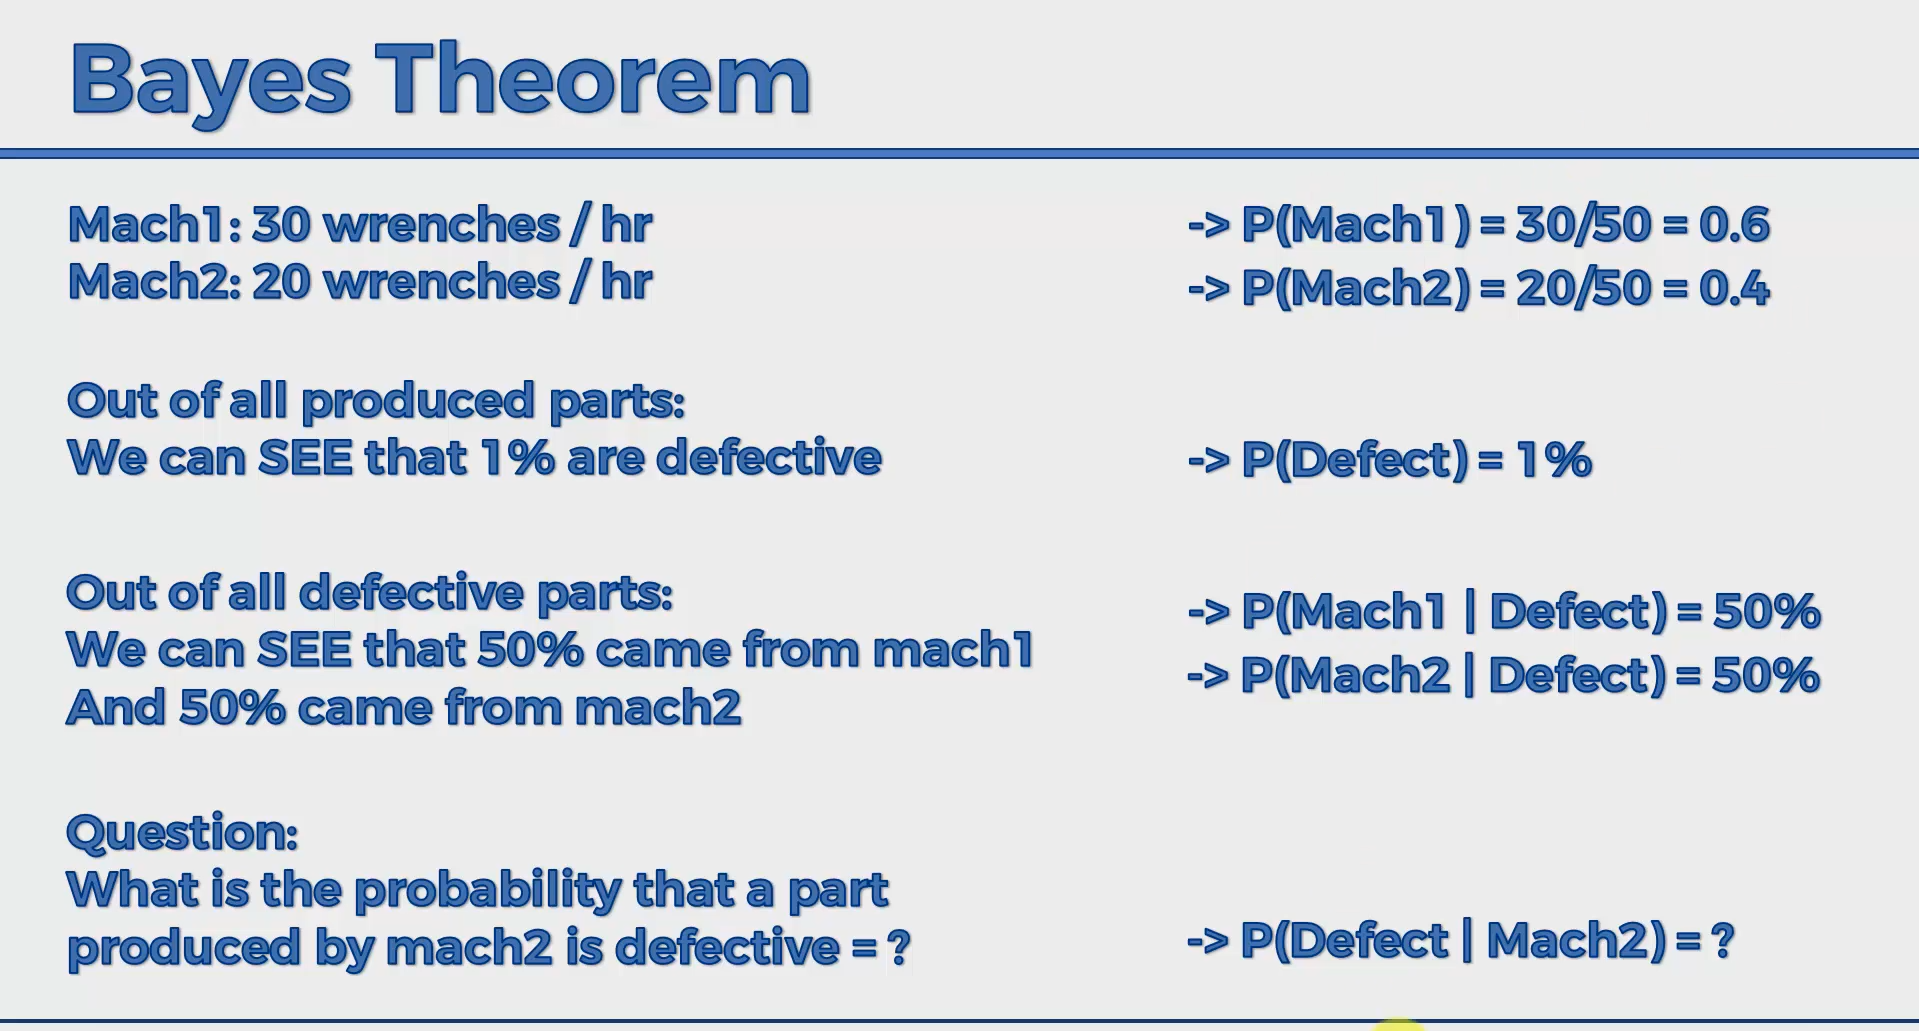 Bayes Theorem
Mach1: 30 wrenches / hr
-> P(Mach1) = 30/50 = 0.6
Mach2: 20 wrenches / hr
-> P(Mach2) = 20/50 = 0.4
Out of all produced parts:
We can SEE that 1% are defective
-> P(Defect) = 1%
Out of all defective parts:
We can SEE that 50% came from mach1
-> P(Mach1 | Defect) = 50%
And 50% came from mach2
-> P(Mach2 | Defect) = 50%
Question:
What is the probability that a part
produced by mach2 is defective = ?
-> P(Defect | Mach2) = ?